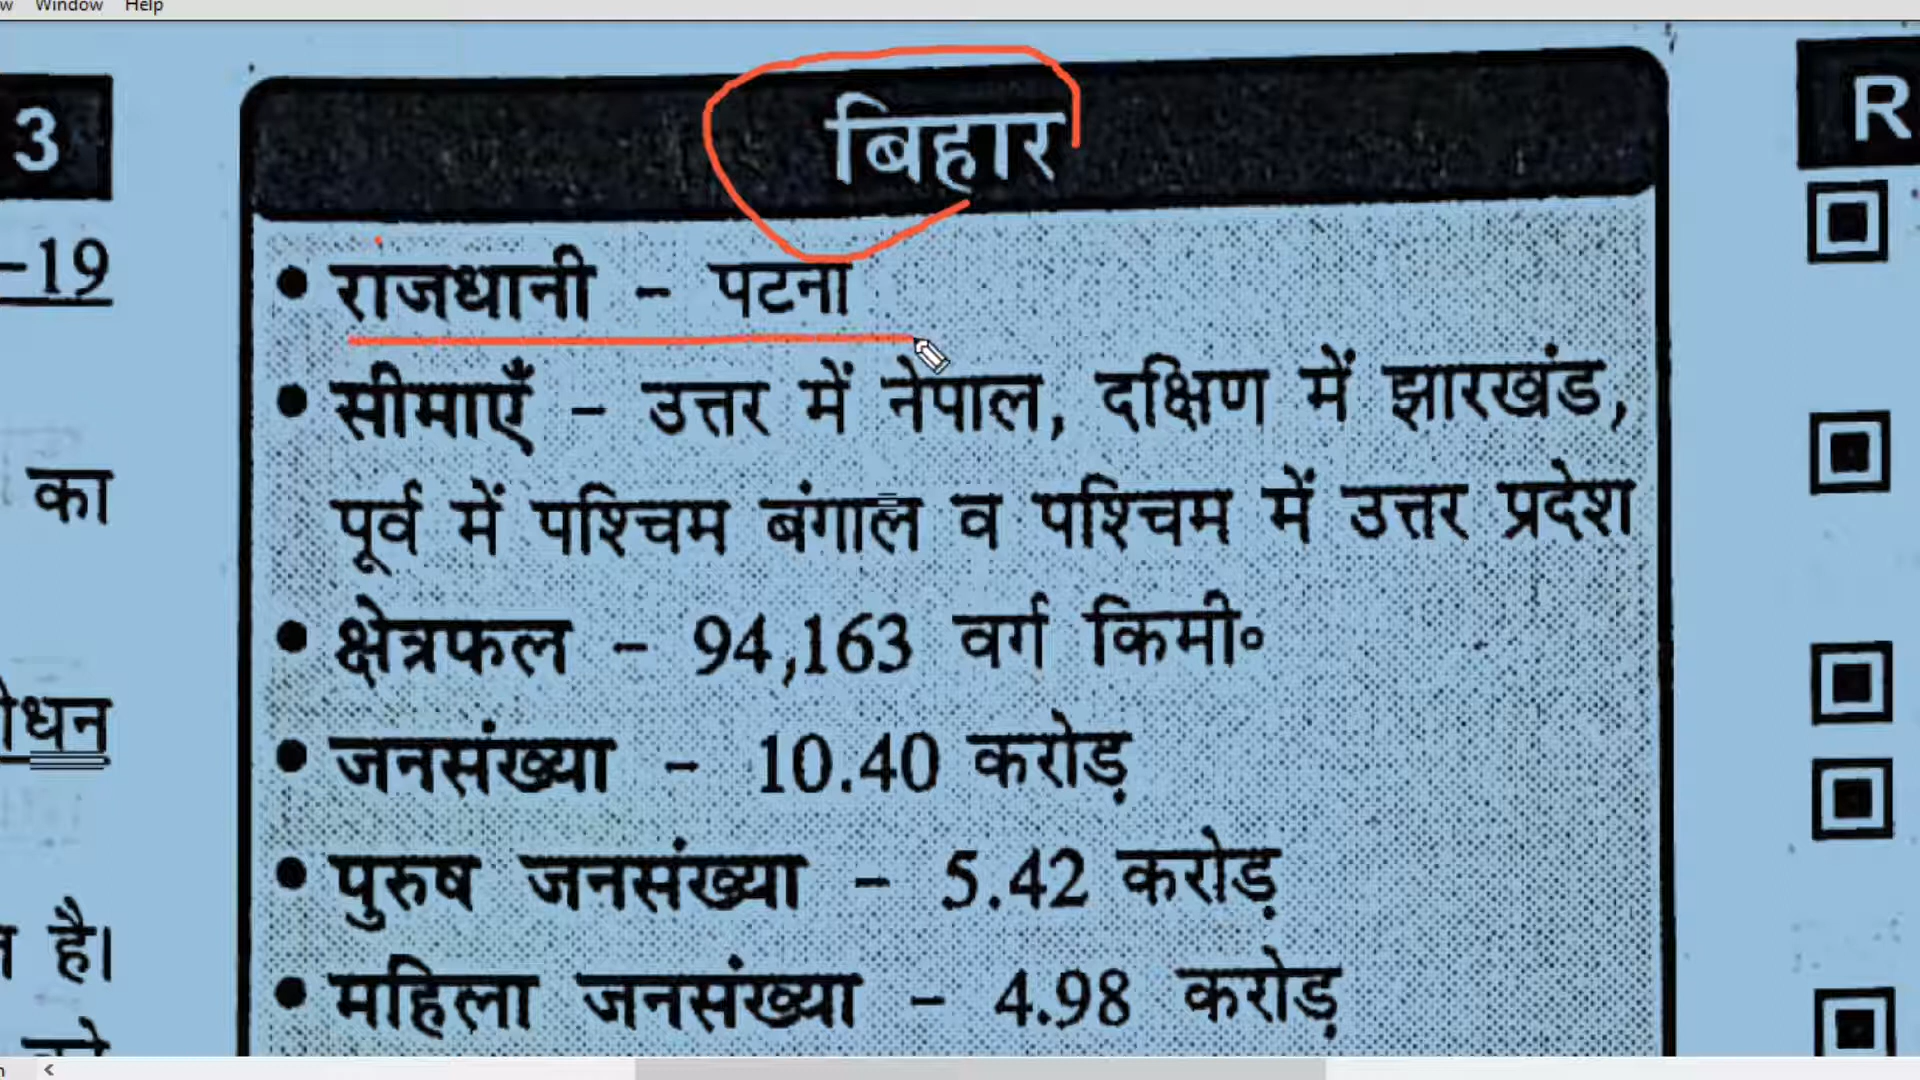 Window Help
3
बिहार
R
-19
• राजधानी - पटना
• सीमाएँ - उत्तर में नेपाल, दक्षिण में झारखंड,
पूर्व में पश्चिम बंगाल व पश्चिम में उत्तर प्रदेश
का
• क्षेत्रफल - 94,163 वर्ग किमी॰
• जनसंख्या - 10.40 करोड़
• पुरुष जनसंख्या - 5.42 करोड़
है।
• महिला जनसंख्या - 4.98 करोड़